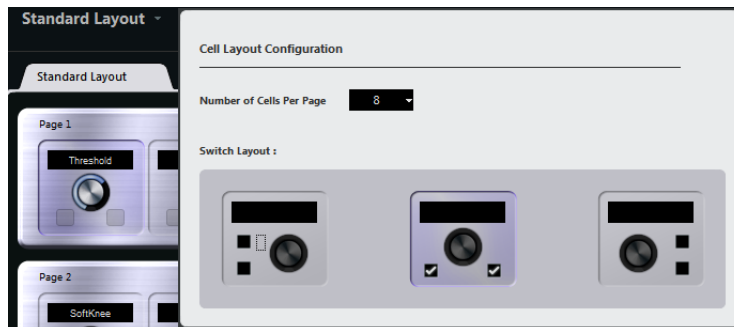 Standard Layout
Standard Layout
Page 1
Threshold
Page 2
SoftKnee
Cell Layout Configuration
Number of Cells Per Page 8
Switch Layout :